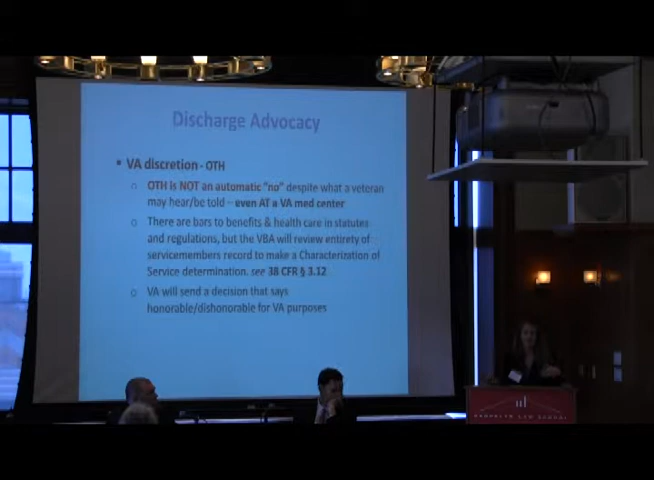 Discharge Advocacy
• VA discretion - OTH
○ OTH is NOT an automatic "no" despite what a veteran
may hear/be told – even AT a VA med center
○ There are bars to benefits & health care in statutes
and regulations, but the VBA will review entirety of
servicemembers record to make a Characterization of
Service determination. see 38 CFR § 3.12
○ VA will send a decision that says
honorable/dishonorable for VA purposes
BROOKLYN LAW SCHOOL